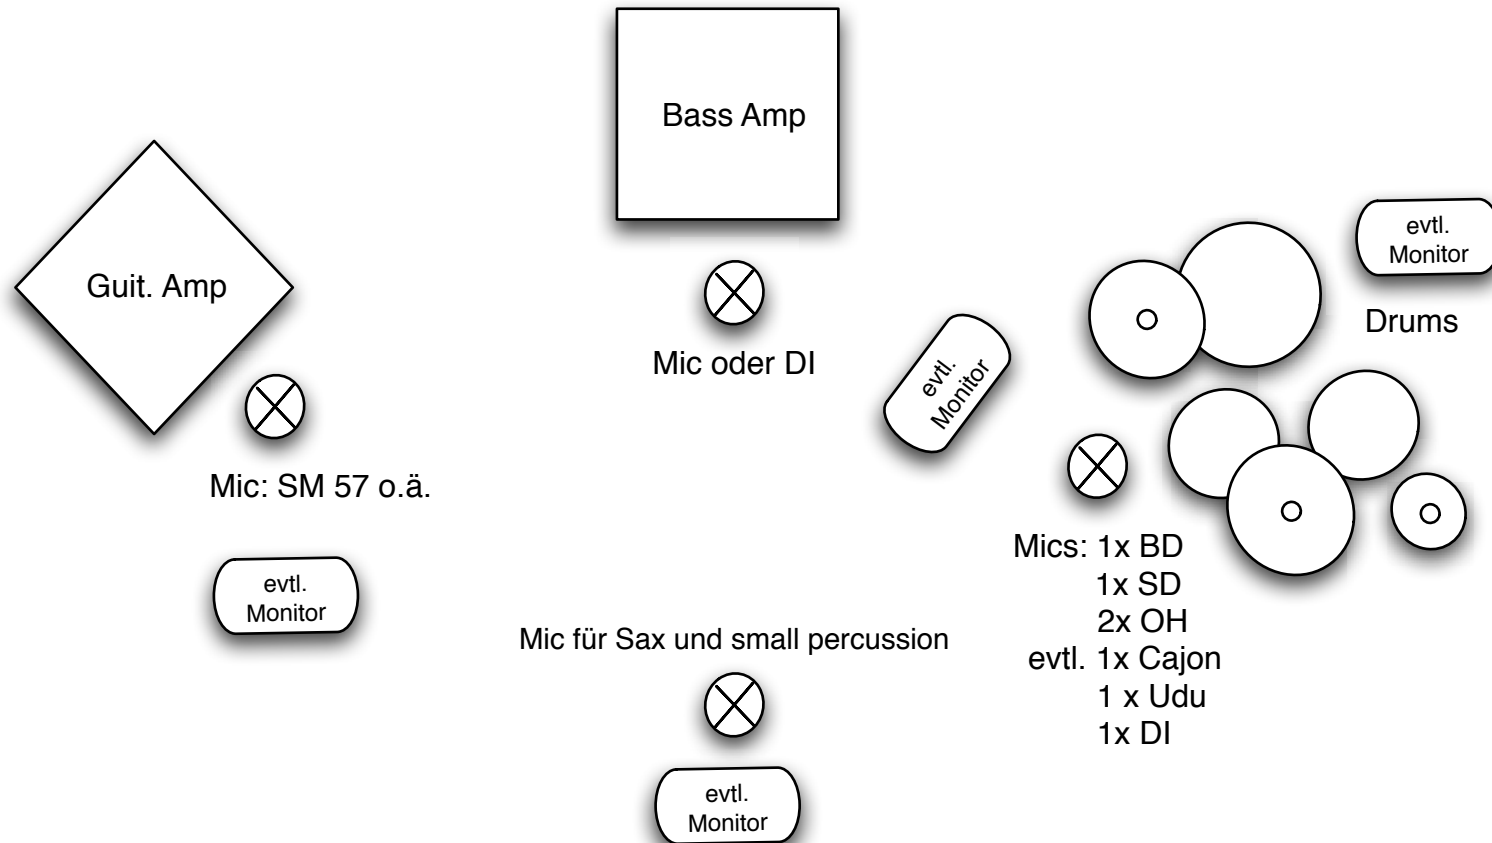 Bass Amp
Guit. Amp
evtl.
Monitor
Drums
Mic oder DI
evtl.
Monitor
Mic: SM 57 o.ä.
Mics: 1x BD
1x SD
2x OH
evtl. 1x Cajon
1 x Udu
1x DI
evtl.
Monitor
Mic für Sax und small percussion
evtl.
Monitor